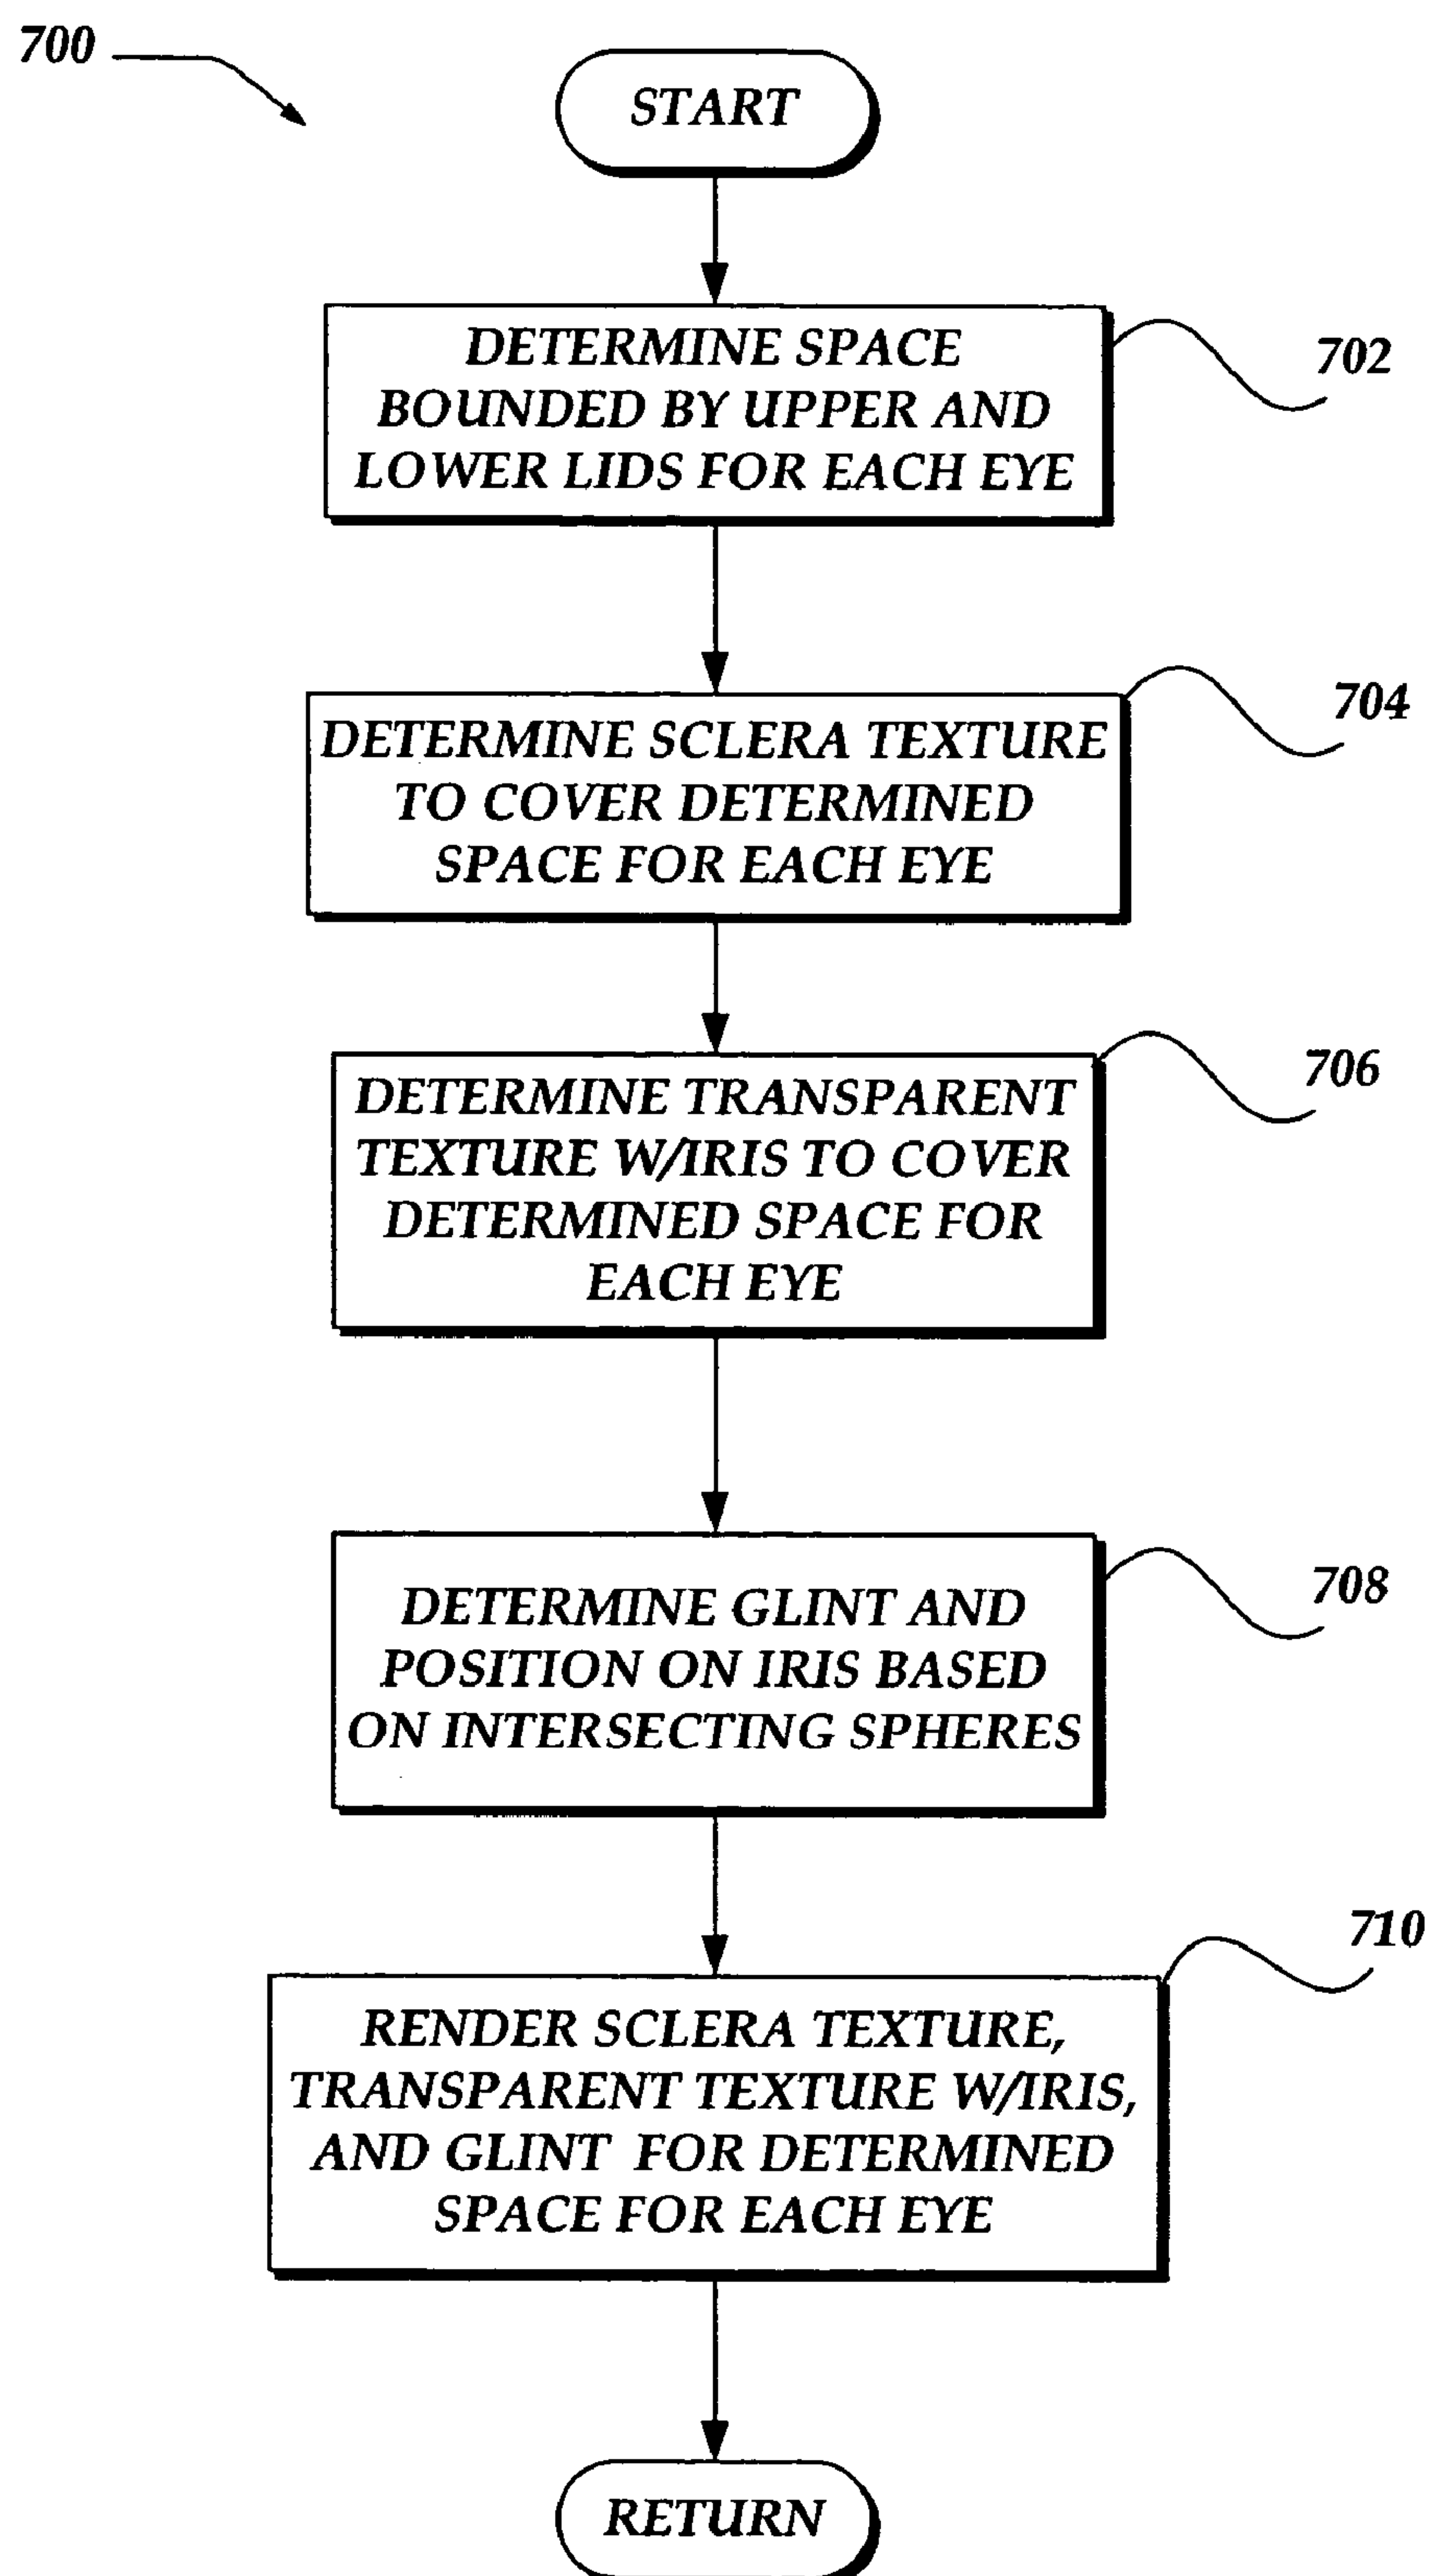 700
START
DETERMINE SPACE
BOUNDED BY UPPER AND
LOWER LIDS FOR EACH EYE
702
DETERMINE SCLERA TEXTURE
TO COVER DETERMINED
SPACE FOR EACH EYE
704
DETERMINE TRANSPARENT
TEXTURE W/IRIS TO COVER
DETERMINED SPACE FOR
EACH EYE
706
DETERMINE GLINT AND
POSITION ON IRIS BASED
ON INTERSECTING SPHERES
708
RENDER SCLERA TEXTURE,
TRANSPARENT TEXTURE W/IRIS,
AND GLINT FOR DETERMINED
SPACE FOR EACH EYE
710
RETURN